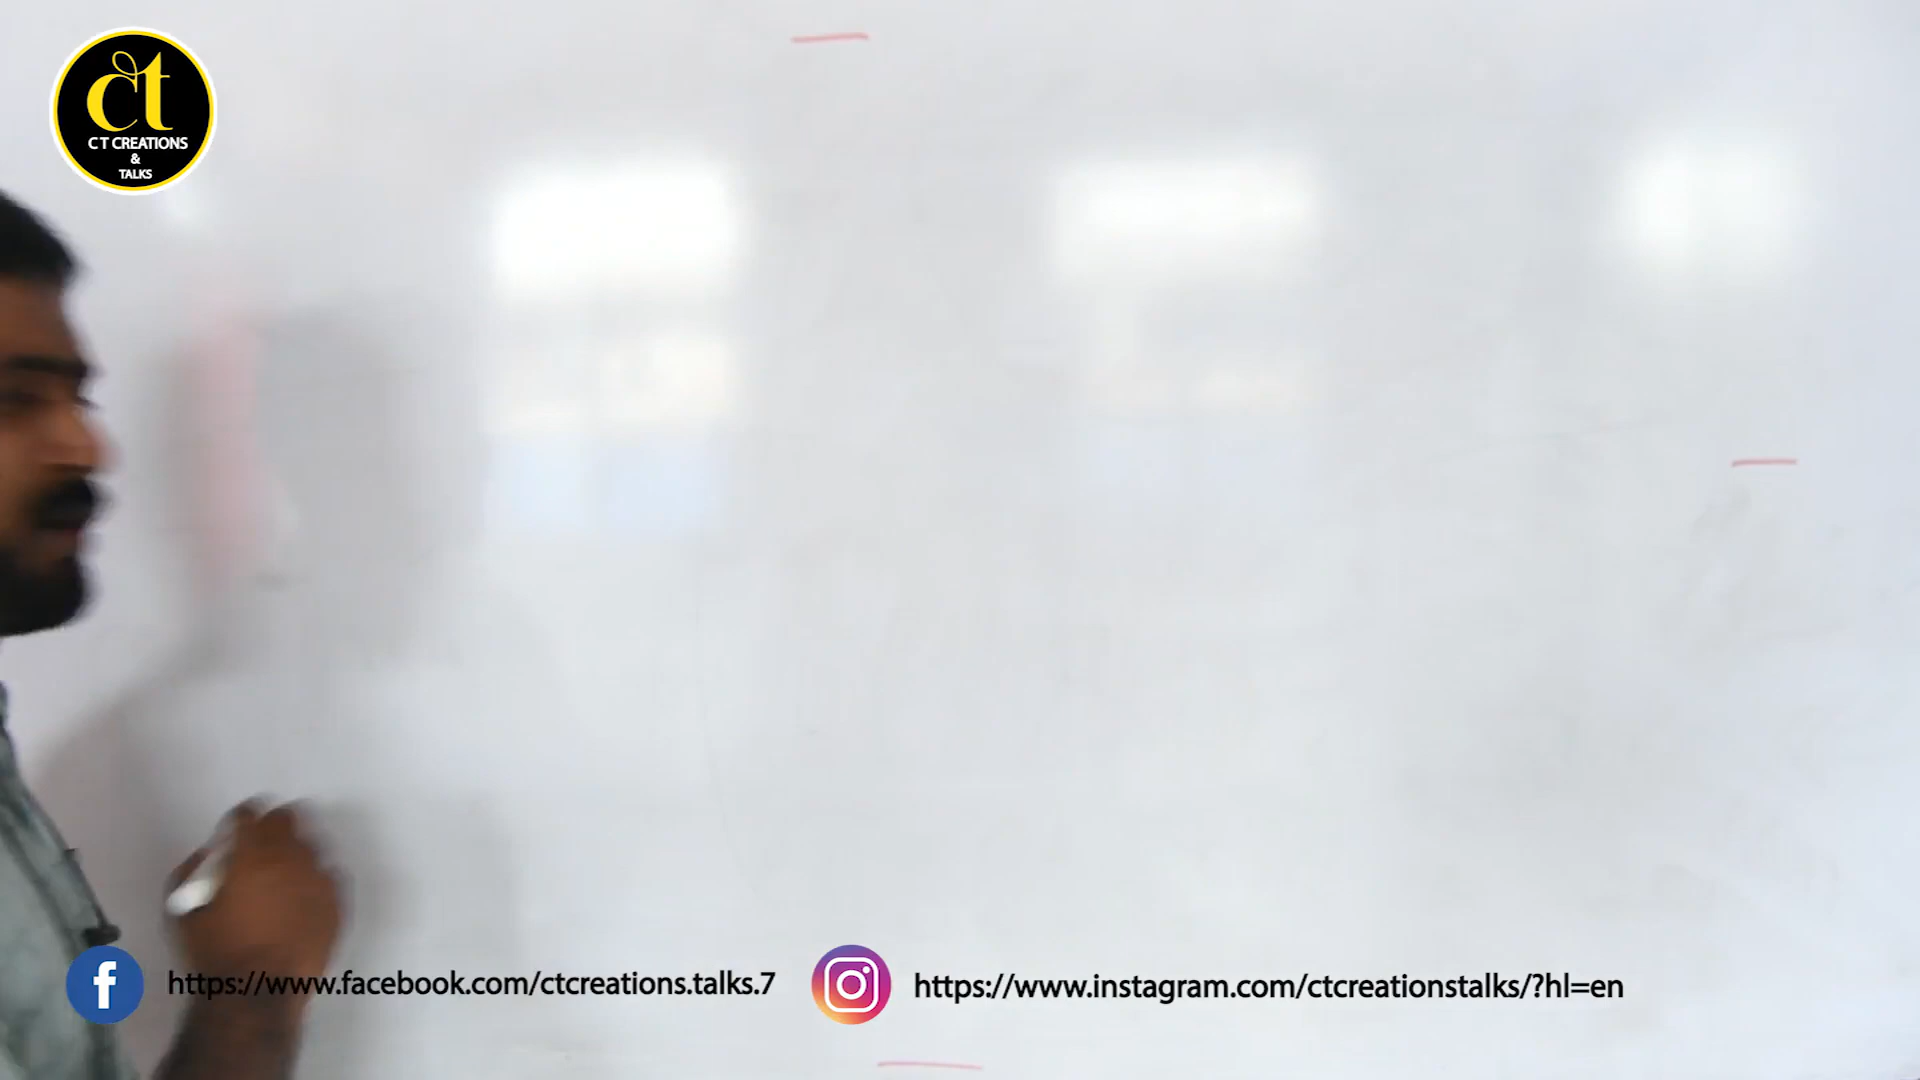 ct
C T CREATIONS
&
TALKS
https://www.facebook.com/ctcreations.talks.7
https://www.instagram.com/ctcreationstalks/?hl=en